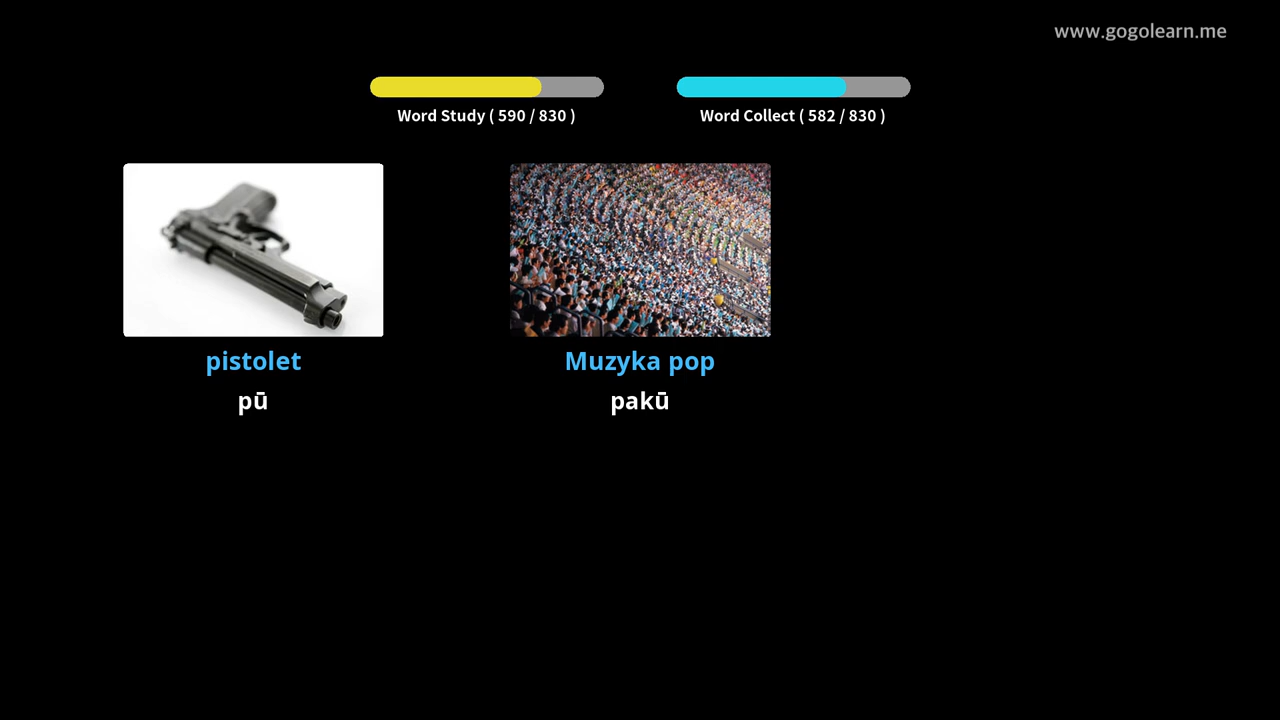 www.gogolearn.me
Word Study ( 590 / 830 )
Word Collect ( 582 / 830 )
pistolet
Muzyka pop
pū
pakū